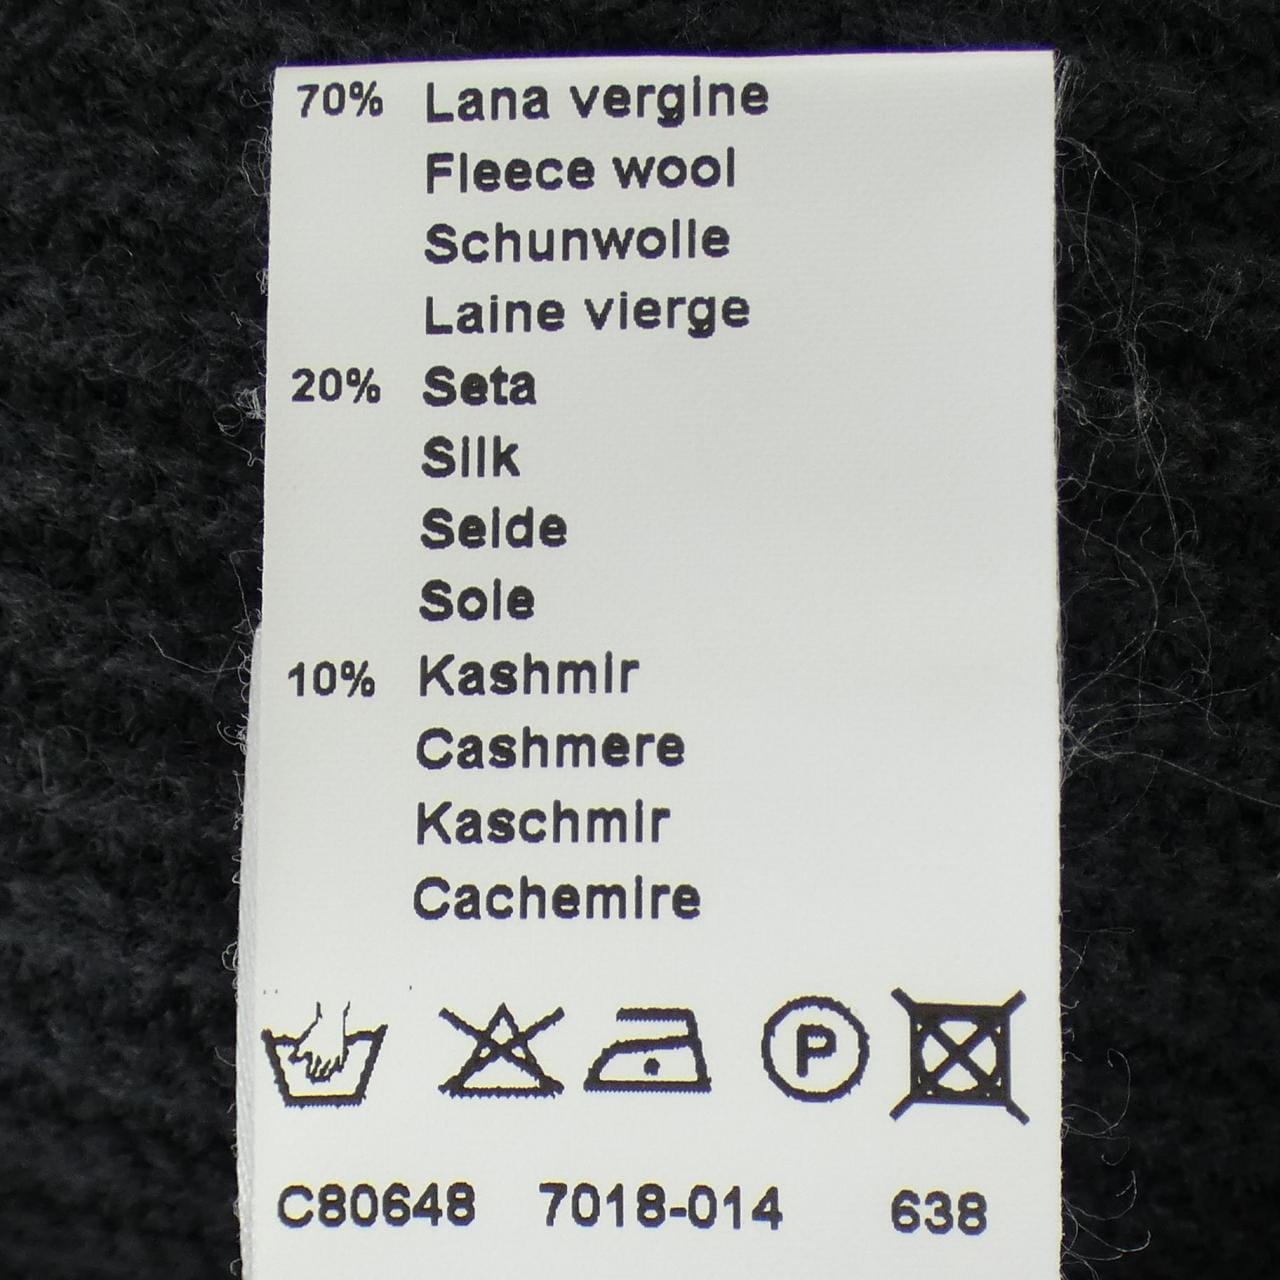 70% Lana vergine
Fleece wool
Schunwolle
Laine vierge
20% Seta
Silk
Seide
Soie
10% Kashmir
Cashmere
Kaschmir
Cachemire
P
C80648 7018-014 638